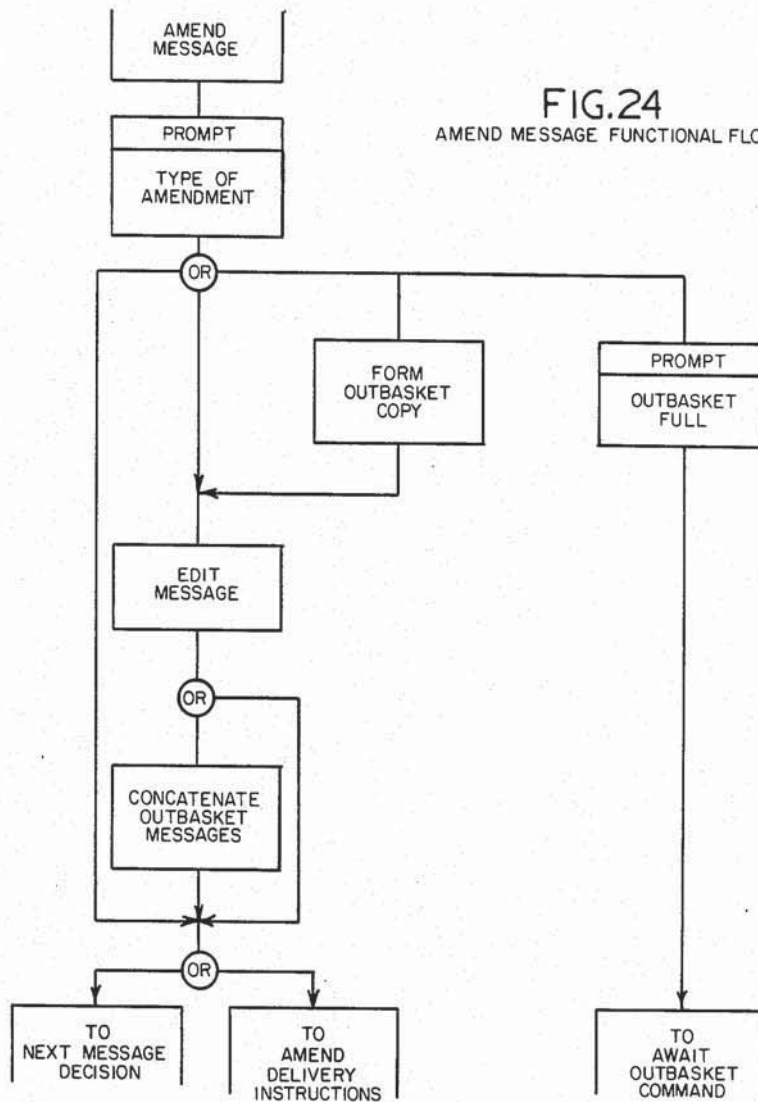 AMEND
MESSAGE
FIG.24
AMEND MESSAGE FUNCTIONAL FLO
PROMPT
TYPE OF
AMENDMENT
OR
FORM
OUTBASKET
COPY
PROMPT
OUTBASKET
FULL
EDIT
MESSAGE
OR
CONCATENATE
OUTBASKET
MESSAGES
OR
TO
NEXT MESSAGE
DECISION
TO
AMEND
DELIVERY
INSTRUCTIONS
TO
AWAIT
OUTBASKET
COMMAND